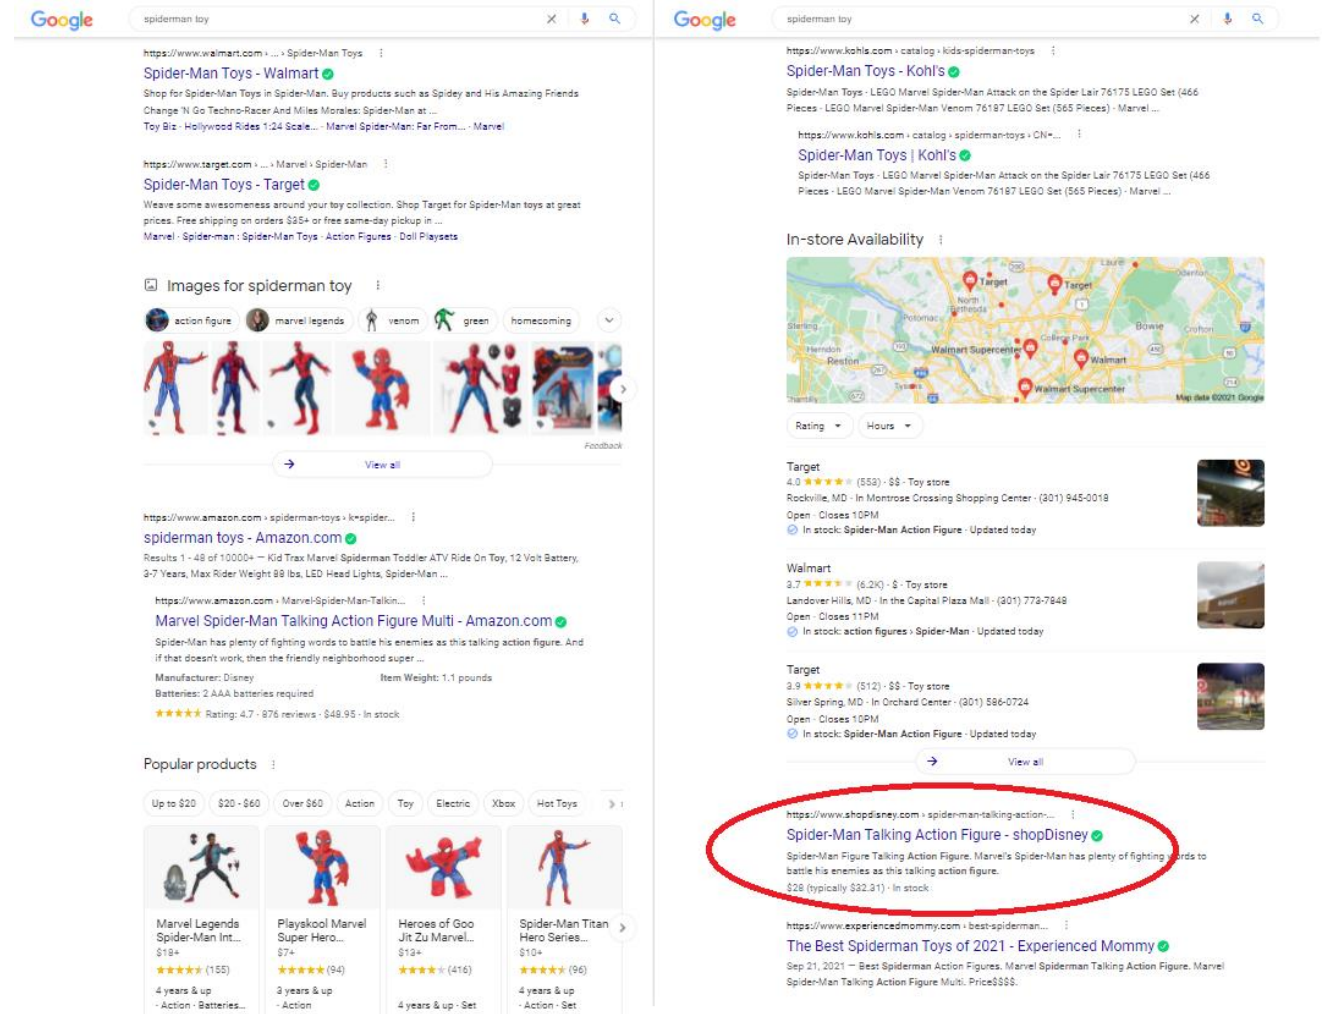 Google
spiderman toy
https://www.walmart.com › ... › Spider-Man Toys
Spider-Man Toys - Walmart
Shop for Spider-Man Toys in Spider-Man. Buy products such as Spidey and His Amazing Friends
Change 'N Go Techno-Racer And Miles Morales: Spider-Man at ...
Toy Biz · Hollywood Rides 1:24 Scale... · Marvel Spider-Man: Far From... · Marvel
https://www.target.com › ... › Marvel › Spider-Man
Spider-Man Toys - Target
Weave some awesomeness around your toy collection. Shop Target for Spider-Man toys at great
prices. Free shipping on orders $35+ or free same-day pickup in ...
Marvel · Spider-man : Spider-Man Toys · Action Figures · Doll Playsets
Images for spiderman toy
action figure
marvel legends
venom
green
homecoming
Feedback
View all
https://www.amazon.com › spiderman-toys › k=spider...
spiderman toys - Amazon.com
Results 1 - 48 of 10000+ — Kid Trax Marvel Spiderman Toddler ATV Ride On Toy, 12 Volt Battery,
3-7 Years, Max Rider Weight 88 lbs, LED Head Lights, Spider-Man ...
https://www.amazon.com › Marvel-Spider-Man-Talkin...
Marvel Spider-Man Talking Action Figure Multi - Amazon.com
Spider-Man has plenty of fighting words to battle his enemies as this talking action figure. And
if that doesn't work, then the friendly neighborhood super ...
Manufacturer: Disney Item Weight: 1.1 pounds
Batteries: 2 AAA batteries required
Rating: 4.7 · 876 reviews · $48.95 · In stock
Popular products
Up to $20
$20 - $60
Over $60
Action
Toy
Electric
Xbox
Hot Toys
Marvel Legends
Spider-Man Int...
$18+
(155)
4 years & up
· Action · Batteries...
Playskool Marvel
Super Hero...
$7+
(94)
3 years & up
· Action
Heroes of Goo
Jit Zu Marvel...
$13+
(416)
4 years & up · Set
Spider-Man Titan
Hero Series...
$10+
(96)
4 years & up
· Action · Set
Google
spiderman toy
https://www.kohls.com › catalog › kids-spiderman-toys
Spider-Man Toys - Kohl's
Spider-Man Toys · LEGO Marvel Spider-Man Attack on the Spider Lair 76175 LEGO Set (466
Pieces · LEGO Marvel Spider-Man Venom 76187 LEGO Set (565 Pieces) · Marvel ...
https://www.kohls.com › catalog › spiderman-toys › CN=...
Spider-Man Toys | Kohl's
Spider-Man Toys · LEGO Marvel Spider-Man Attack on the Spider Lair 76175 LEGO Set (466
Pieces · LEGO Marvel Spider-Man Venom 76187 LEGO Set (565 Pieces) · Marvel ...
In-store Availability
Laurel
Target
Target
Odenton
North
Bethesda
Potomac
Sterling
Bowie
Crofton
College Park
Herndon
Reston
Walmart Supercenter
Walmart
Tysons
Walmart Supercenter
Chantilly
Map data ©2021 Google
Rating
Hours
Target
4.0 (553) · $$ · Toy store
Rockville, MD · In Montrose Crossing Shopping Center · (301) 945-0018
Open · Closes 10PM
In stock: Spider-Man Action Figure · Updated today
Walmart
3.7 (6.2K) · $ · Toy store
Landover Hills, MD · In the Capital Plaza Mall · (301) 773-7848
Open · Closes 11PM
In stock: action figures › Spider-Man · Updated today
Target
3.9 (512) · $$ · Toy store
Silver Spring, MD · In Orchard Center · (301) 586-0724
Open · Closes 10PM
In stock: Spider-Man Action Figure · Updated today
View all
https://www.shopdisney.com › spider-man-talking-action-...
Spider-Man Talking Action Figure - shopDisney
Spider-Man Figure Talking Action Figure. Marvel's Spider-Man has plenty of fighting words to
battle his enemies as this talking action figure.
$28 (typically $32.31) · In stock
https://www.experiencedmommy.com › best-spiderman...
The Best Spiderman Toys of 2021 - Experienced Mommy
Sep 21, 2021 — Best Spiderman Action Figures. Marvel Spiderman Talking Action Figure. Marvel
Spider-Man Talking Action Figure Multi. Price$$$$.